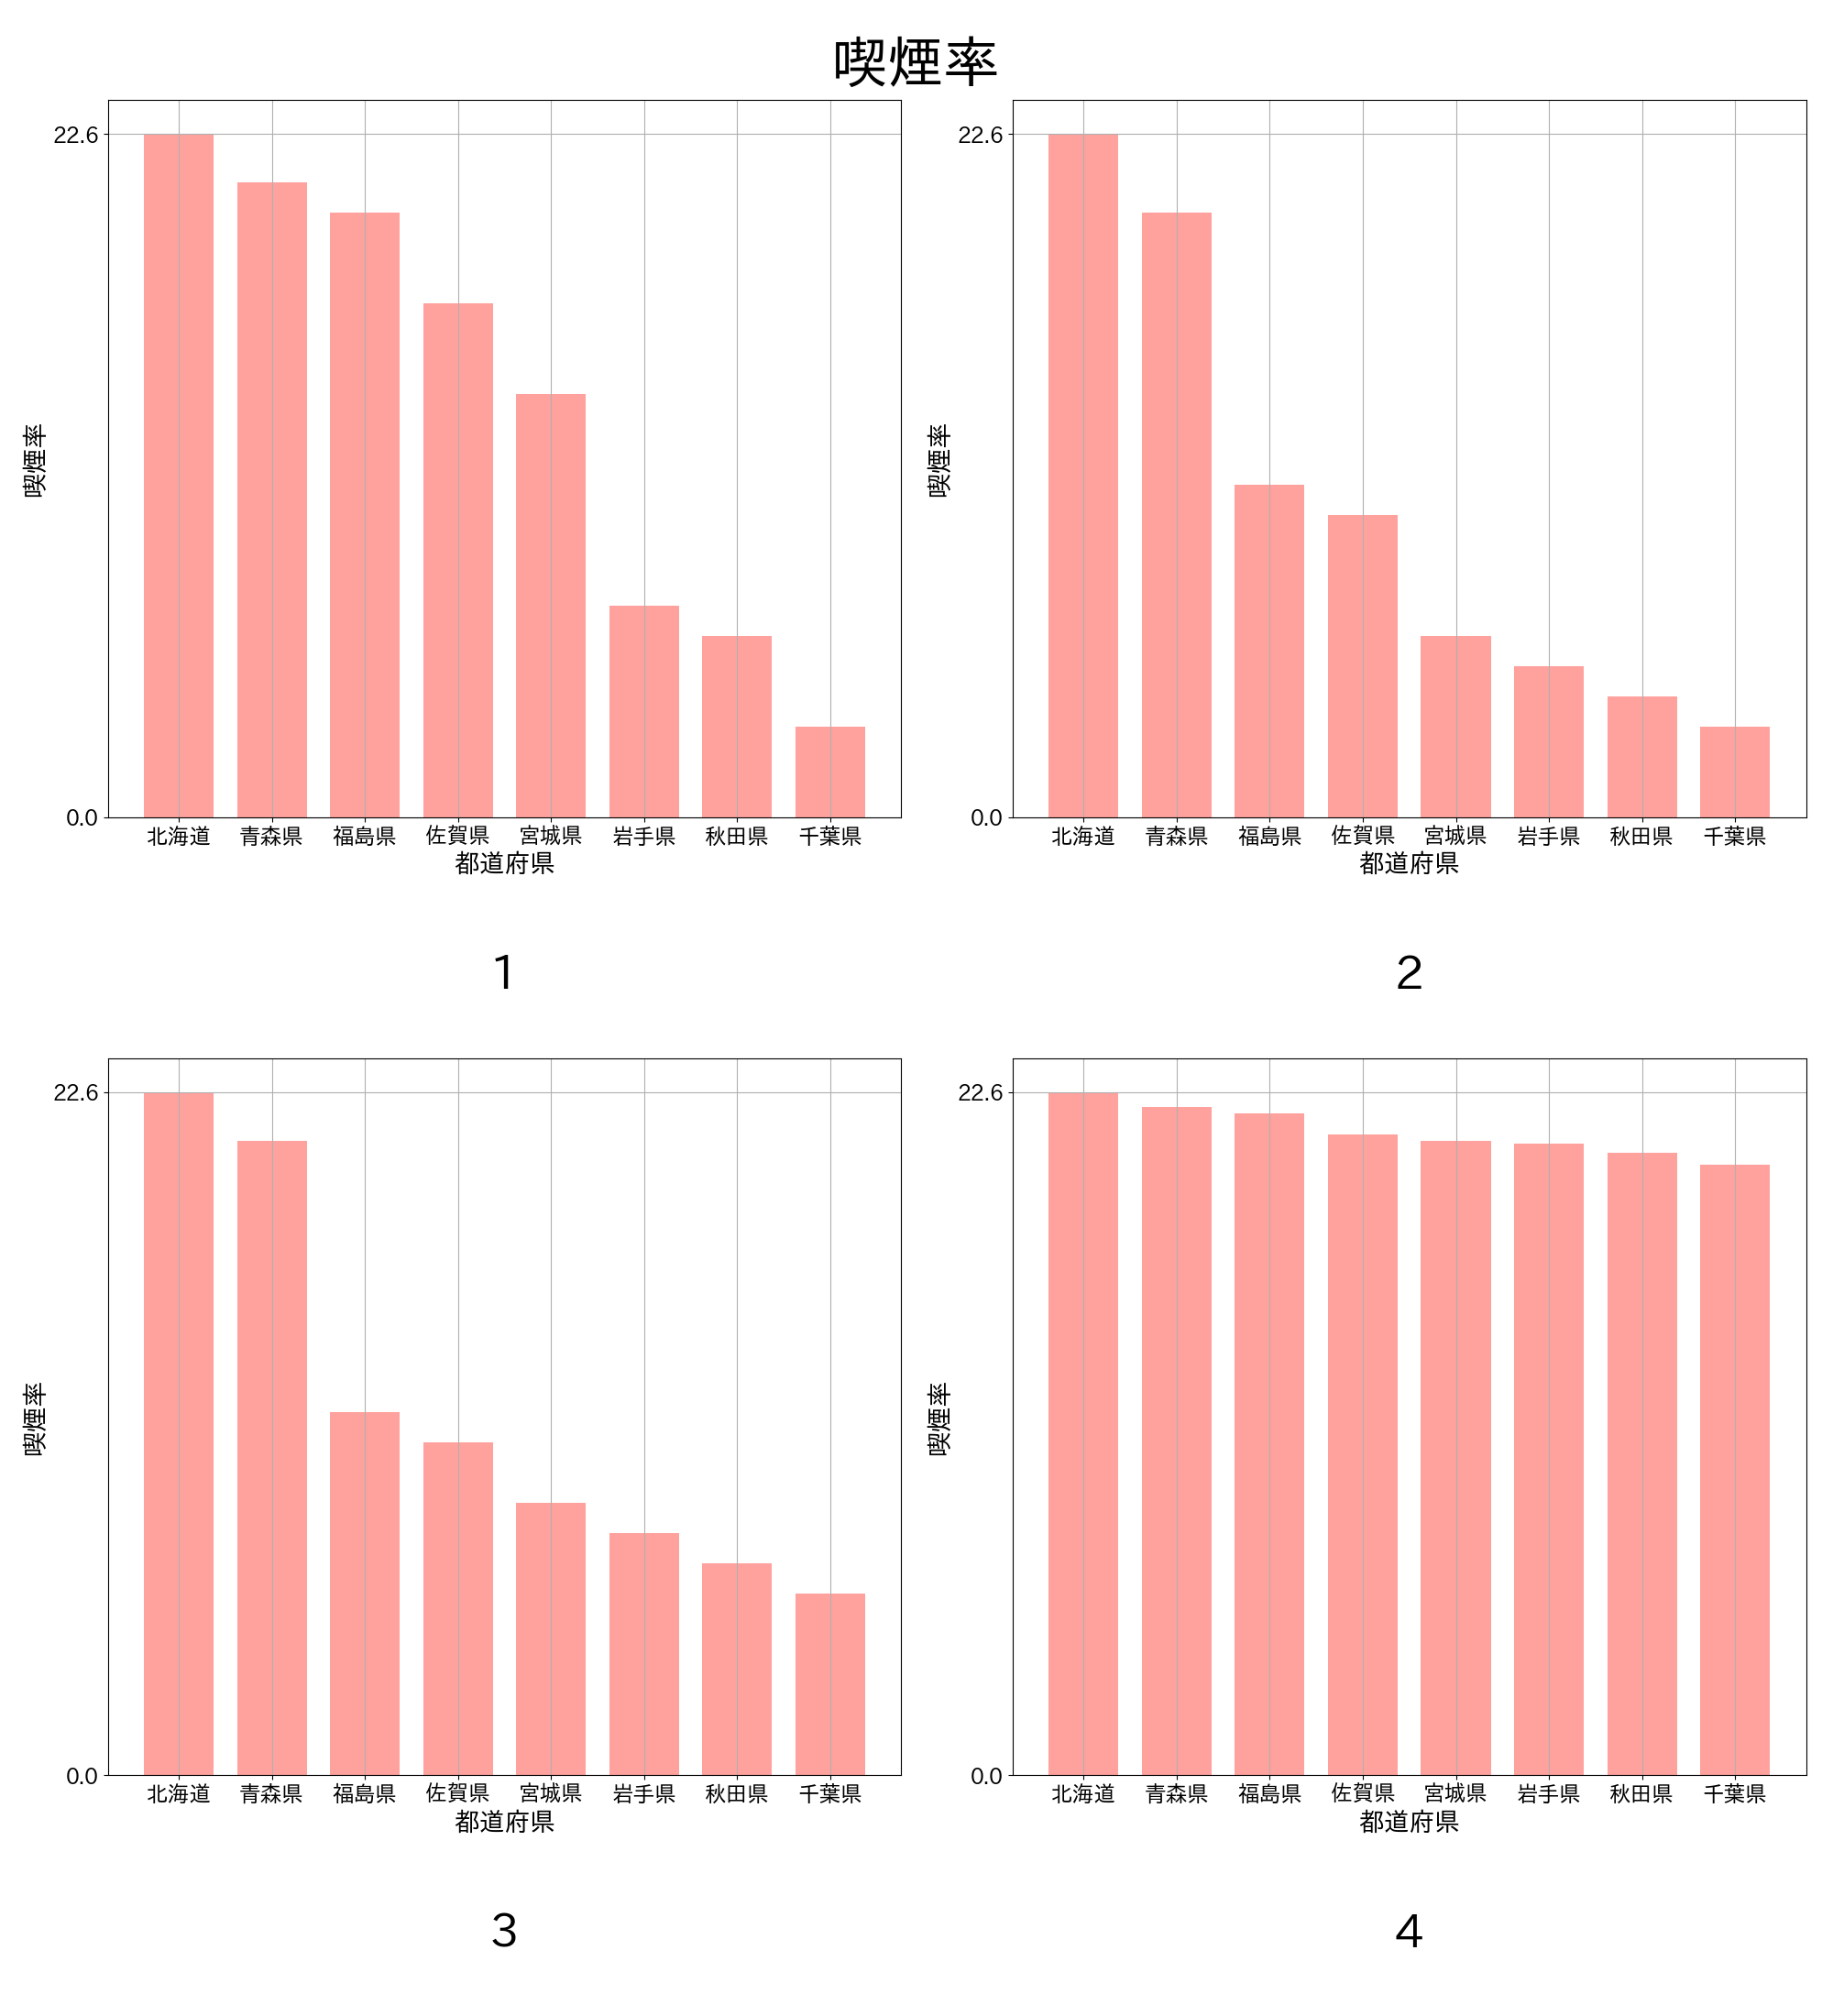 喫煙率
22.6
0.0
喫煙率
北海道 青森県 福島県 佐賀県 宮城県 岩手県 秋田県 千葉県
都道府県
1
22.6
0.0
喫煙率
北海道 青森県 福島県 佐賀県 宮城県 岩手県 秋田県 千葉県
都道府県
2
22.6
0.0
喫煙率
北海道 青森県 福島県 佐賀県 宮城県 岩手県 秋田県 千葉県
都道府県
3
22.6
0.0
喫煙率
北海道 青森県 福島県 佐賀県 宮城県 岩手県 秋田県 千葉県
都道府県
4